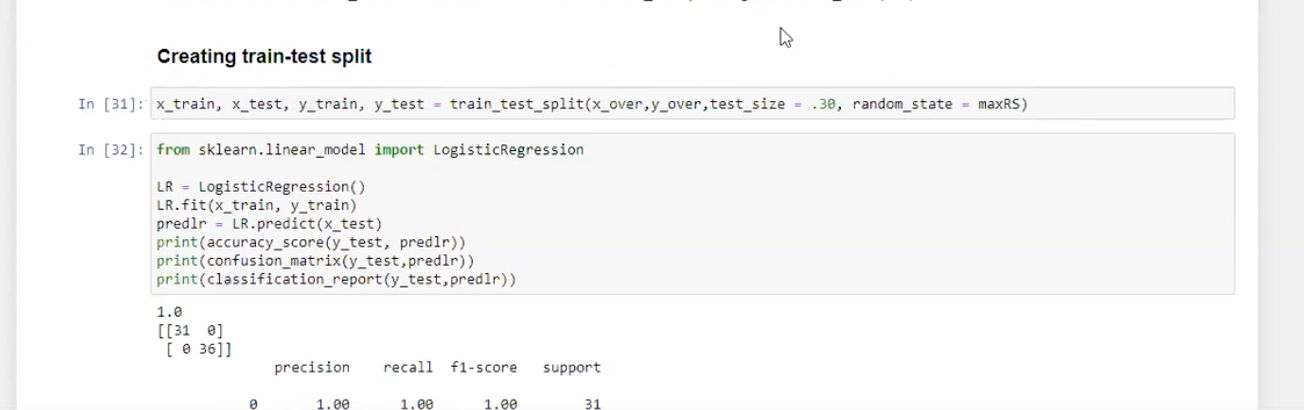 Creating train-test split
In [31]: x_train, x_test, y_train, y_test = train_test_split(x_over,y_over,test_size = .30, random_state = maxRS)
In [32]: from sklearn.linear_model import LogisticRegression
LR = LogisticRegression()
LR.fit(x_train, y_train)
predlr = LR.predict(x_test)
print(accuracy_score(y_test, predlr))
print(confusion_matrix(y_test,predlr))
print(classification_report(y_test,predlr))
1.0
[[31 0]
[ 0 36]]
precision recall f1-score support
0 1.00 1.00 1.00 31